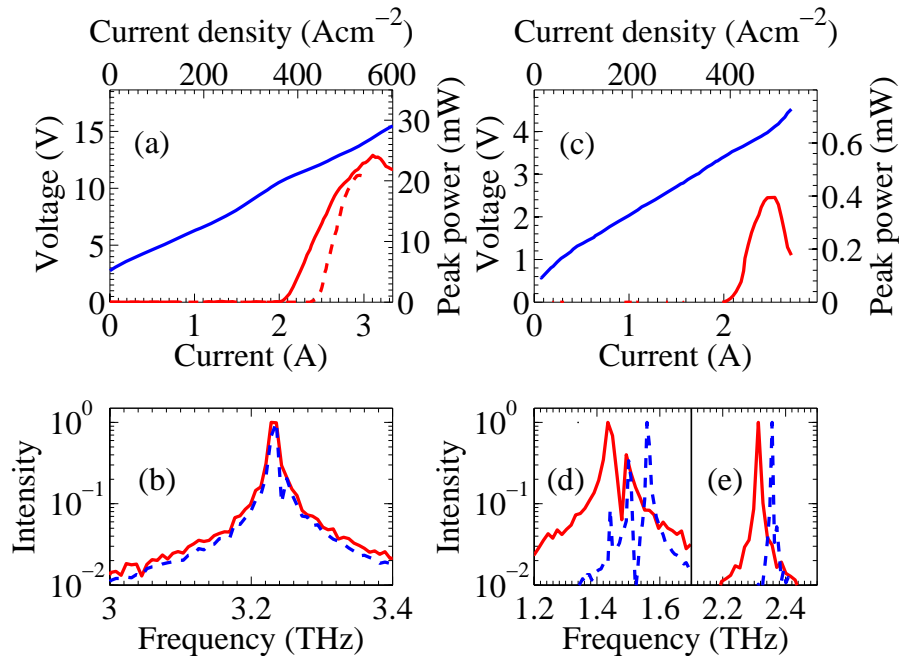 Current density (Acm⁻²)
0 200 400 600
Voltage (V)
15
10
5
0
(a)
30
20
10
0
Peak power (mW)
0 1 2 3
Current (A)
Current density (Acm⁻²)
0 200 400
Voltage (V)
4
3
2
1
0
(c)
0.6
0.4
0.2
0
Peak power (mW)
0 1 2
Current (A)
Intensity
10⁰
10⁻¹
10⁻²
(b)
3 3.2 3.4
Frequency (THz)
Intensity
10⁰
10⁻¹
10⁻²
(d) (e)
1.2 1.4 1.6 2.2 2.4
Frequency (THz)